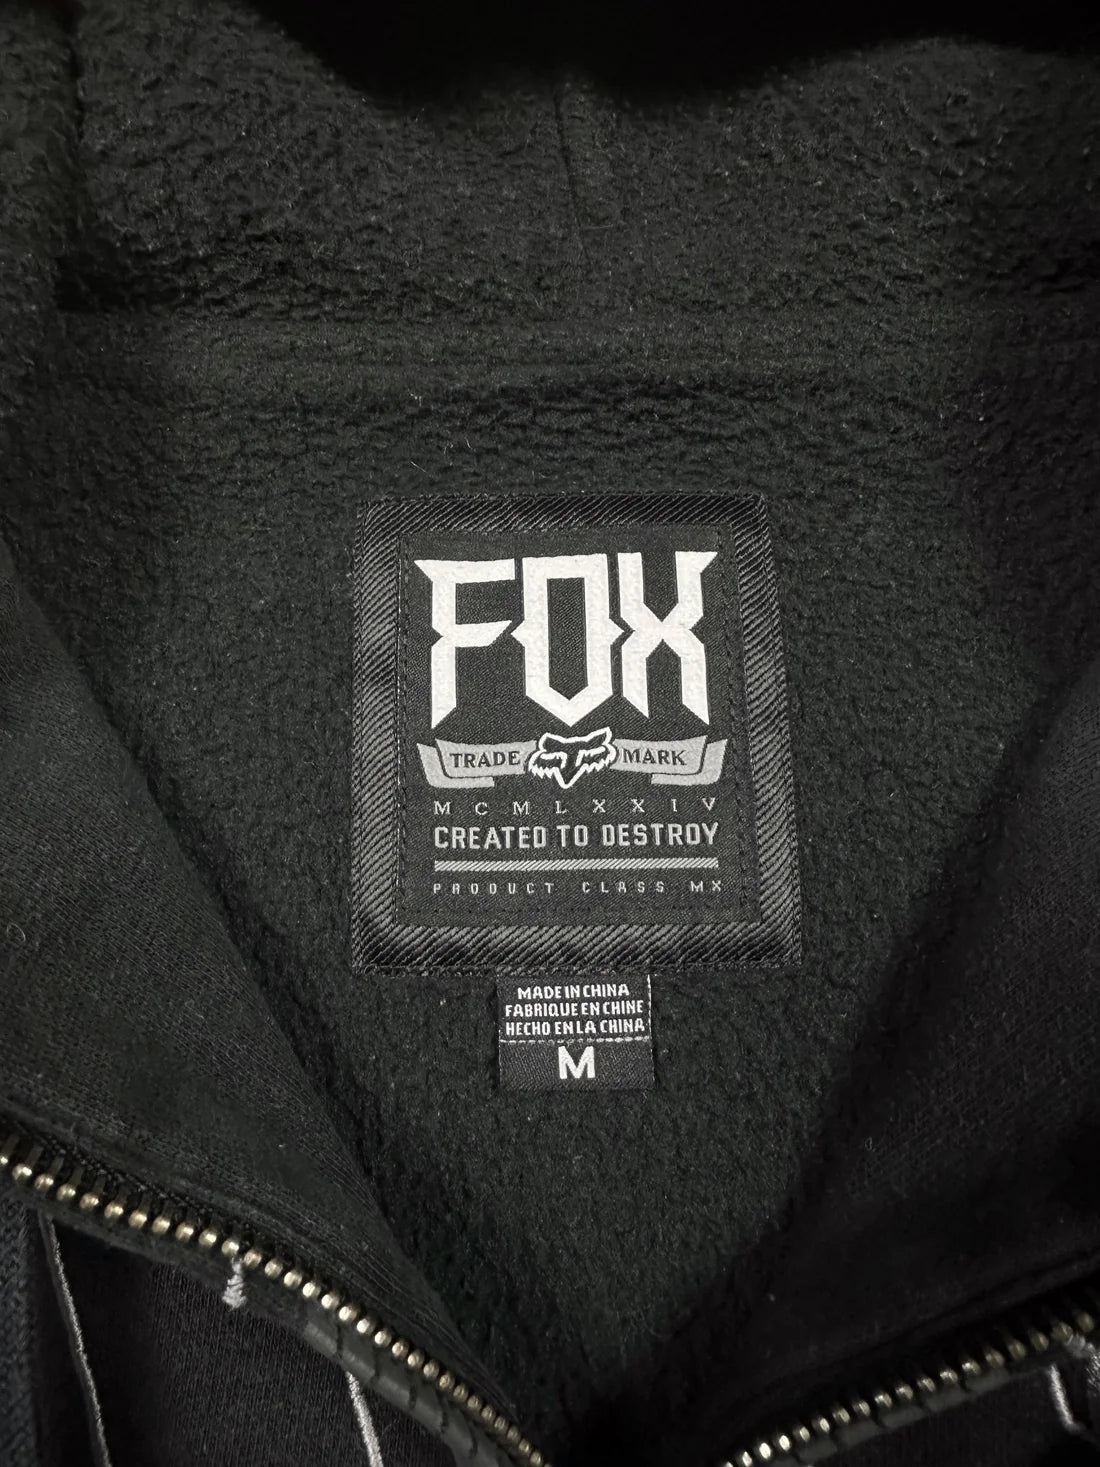 FOX
TRADE MARK
MCMLXXIV
CREATED TO DESTROY
PRODUCT CLASS MX
MADE IN CHINA
FABRIQUE EN CHINE
HECHO EN LA CHINA
M